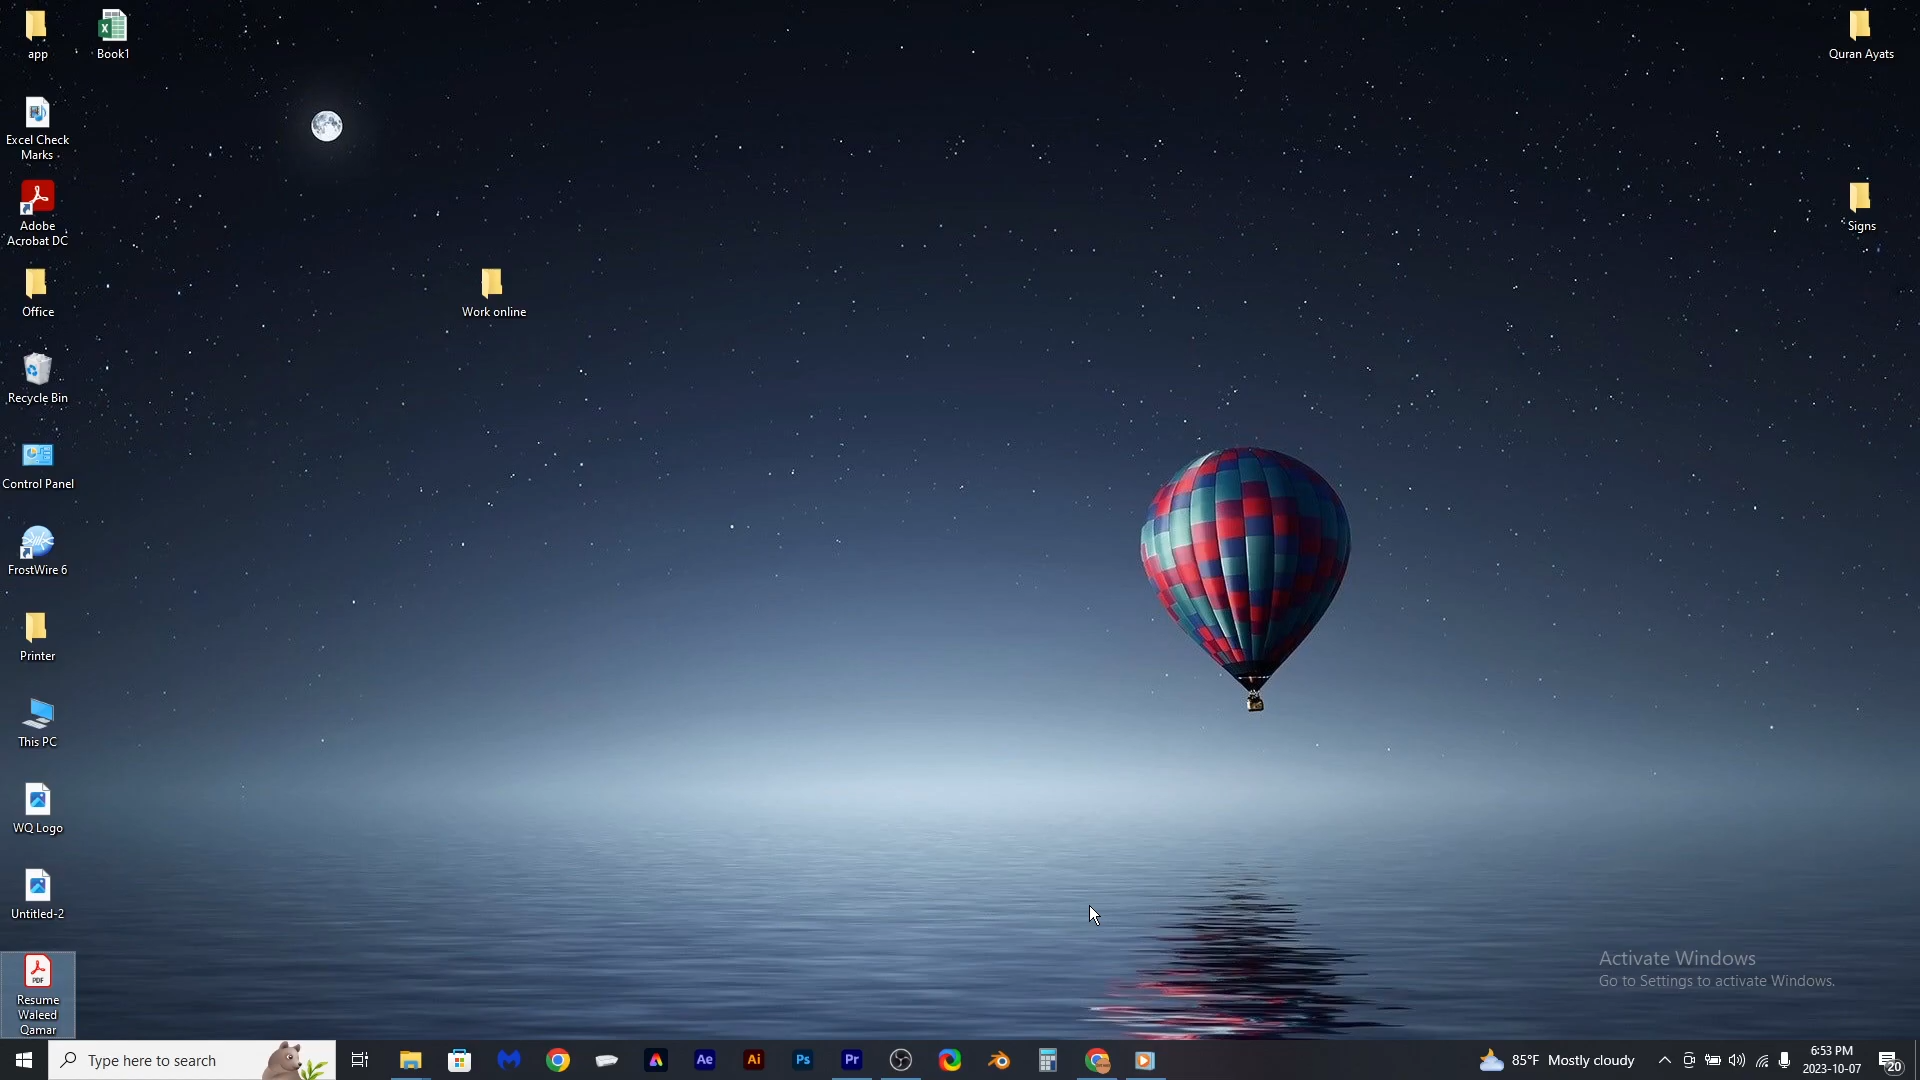 app
Book1
Quran Ayats
Excel Check
Marks
Adobe
Acrobat DC
Signs
Office
Work online
Recycle Bin
Control Panel
FrostWire 6
Printer
This PC
WQ Logo
Untitled-2
PDF
Resume
Waleed
Qamar
Activate Windows
Go to Settings to activate Windows.
Type here to search
Ae
Ai
Ps
Pr
85°F Mostly cloudy
6:53 PM
2023-10-07
20